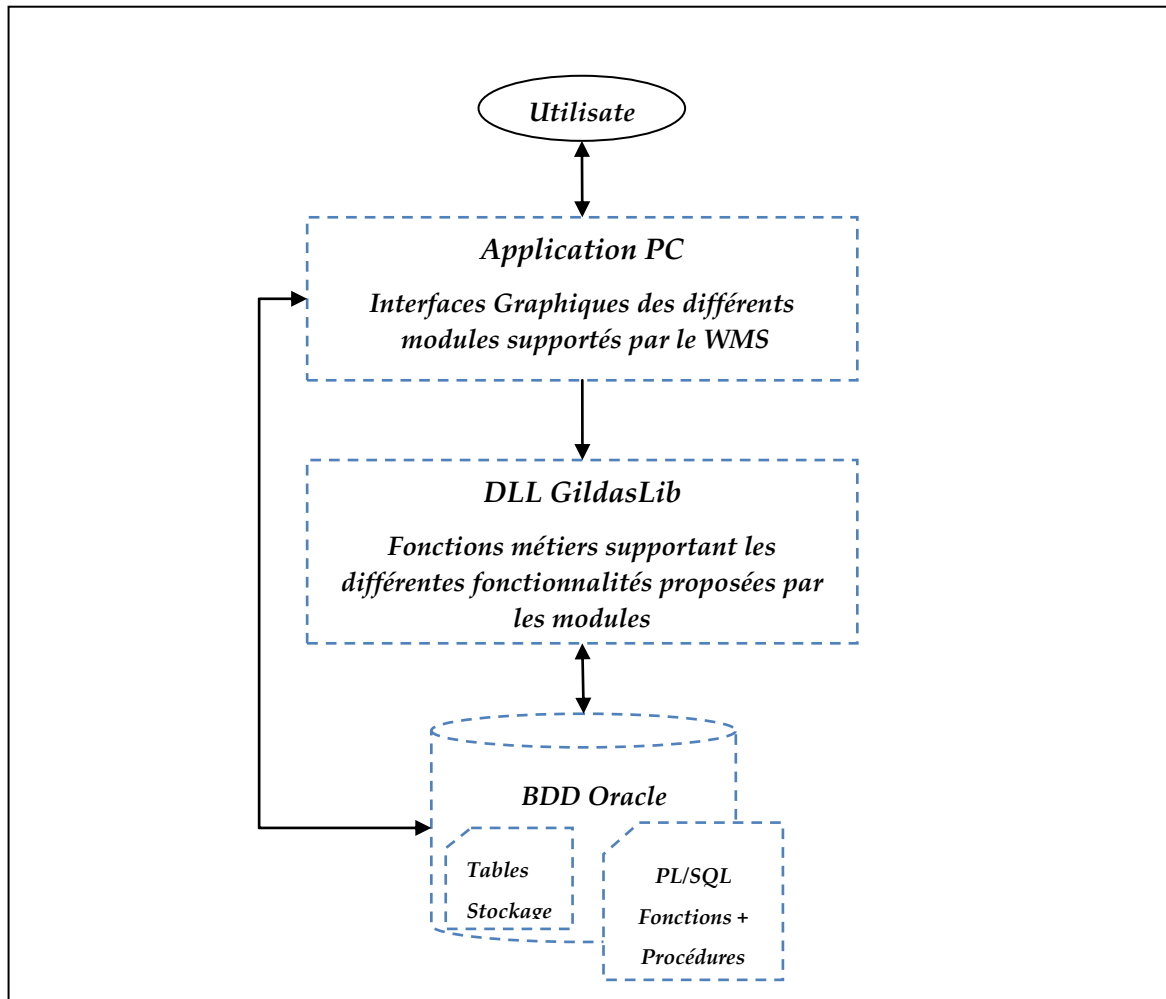 Utilisate
Application PC
Interfaces Graphiques des différents
modules supportés par le WMS
DLL GildasLib
Fonctions métiers supportant les
différentes fonctionnalités proposées par
les modules
BDD Oracle
Tables
Stockage
PL/SQL
Fonctions +
Procédures